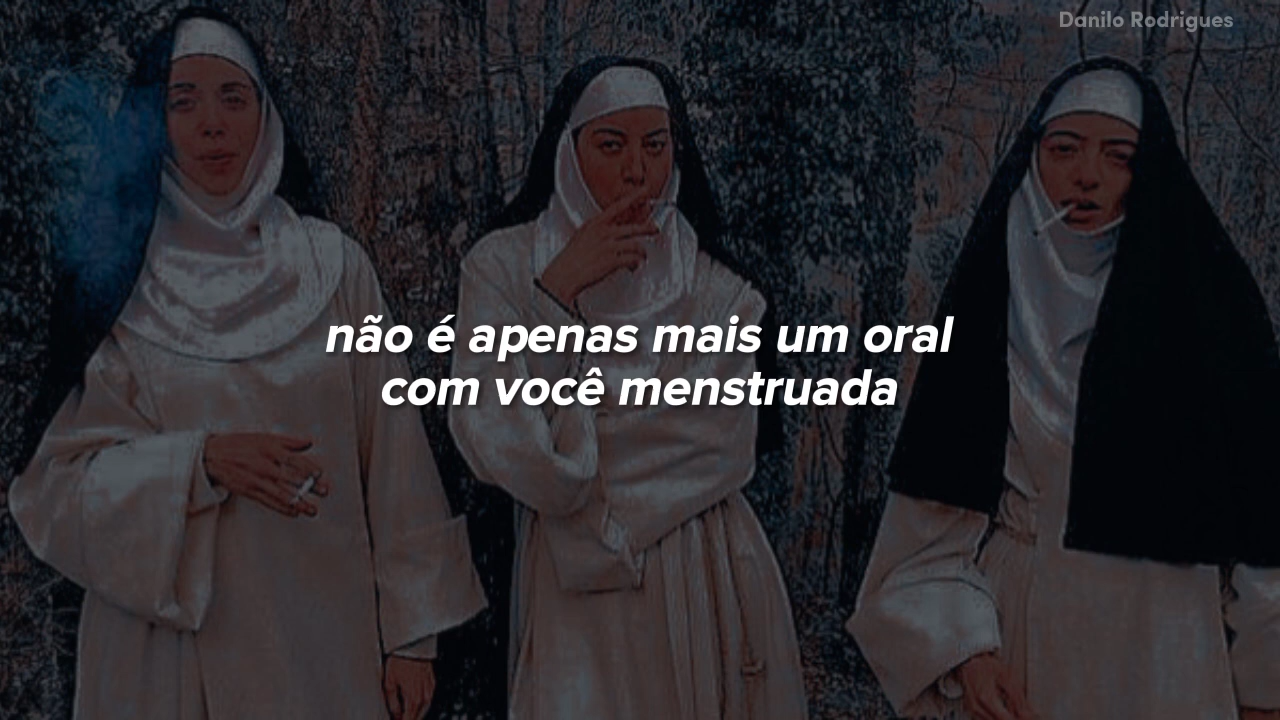 Danilo Rodrigues
não é apenas mais um oral
com você menstruada